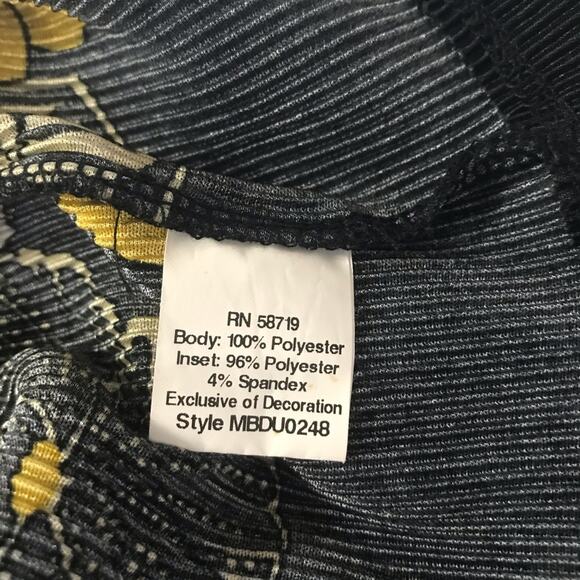 RN 58719
Body: 100% Polyester
Inset: 96% Polyester
4% Spandex
Exclusive of Decoration
Style MBDU0248